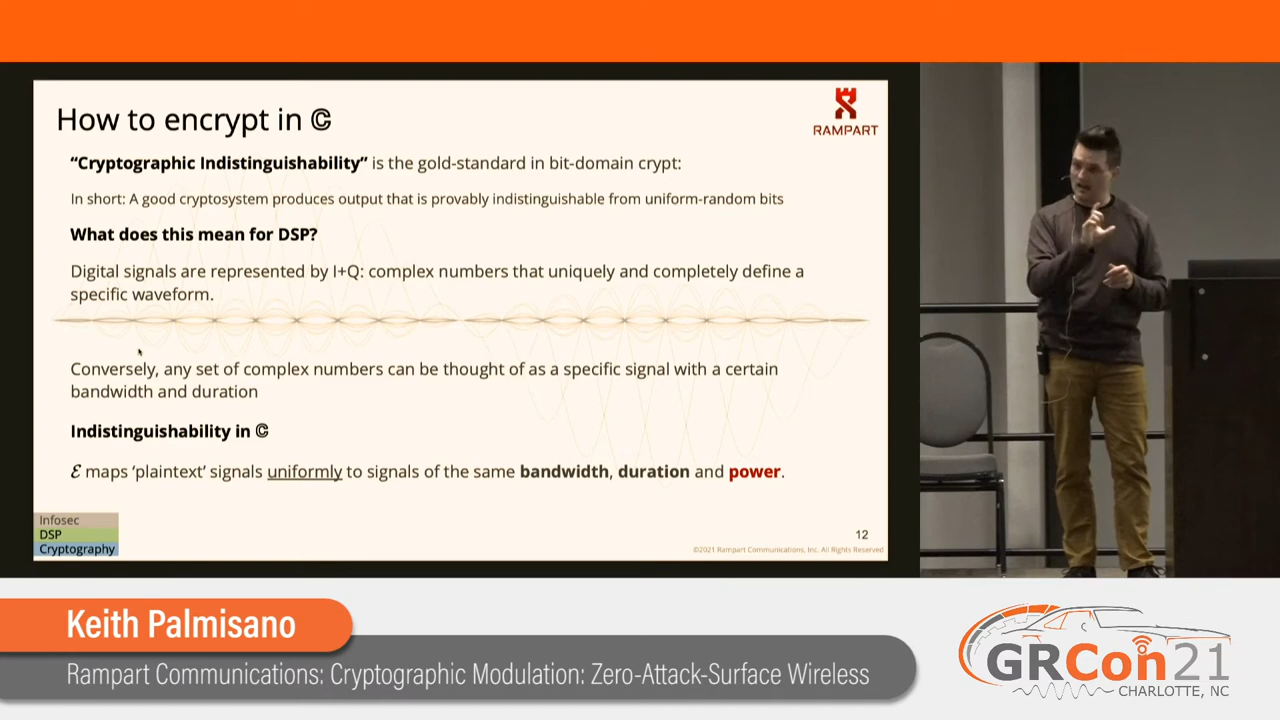 How to encrypt in ℂ
RAMPART
“Cryptographic Indistinguishability” is the gold-standard in bit-domain crypt:
In short: A good cryptosystem produces output that is provably indistinguishable from uniform-random bits
What does this mean for DSP?
Digital signals are represented by I+Q: complex numbers that uniquely and completely define a
specific waveform.
Conversely, any set of complex numbers can be thought of as a specific signal with a certain
bandwidth and duration
Indistinguishability in ℂ
ℰ maps ‘plaintext’ signals uniformly to signals of the same bandwidth, duration and power.
Infosec
DSP
Cryptography
12
©2021 Rampart Communications, Inc. All Rights Reserved
Keith Palmisano
Rampart Communications: Cryptographic Modulation: Zero-Attack-Surface Wireless
GRCon21
CHARLOTTE, NC